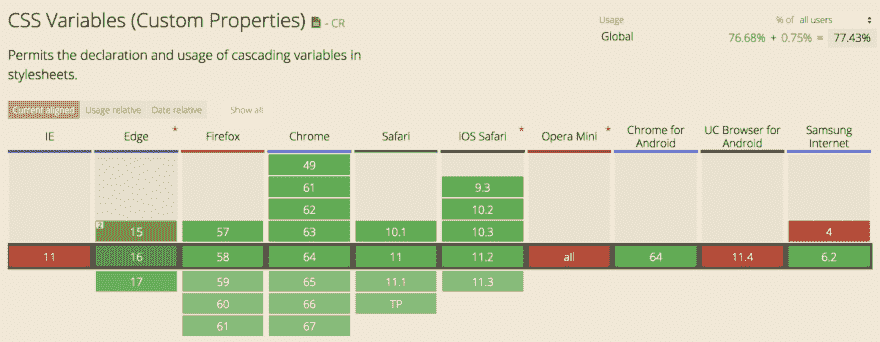 CSS Variables (Custom Properties) - CR
Usage % of all users
Global 76.68% + 0.75% = 77.43%
Permits the declaration and usage of cascading variables in
stylesheets.
Current aligned Usage relative Date relative Show all
IE Edge * Firefox Chrome Safari iOS Safari * Opera Mini * Chrome for Android UC Browser for Android Samsung Internet
49
61 9.3
62 10.2
15 57 63 10.1 10.3 4
11 16 58 64 11 11.2 all 64 11.4 6.2
17 59 65 11.1 11.3
60 66 TP
61 67